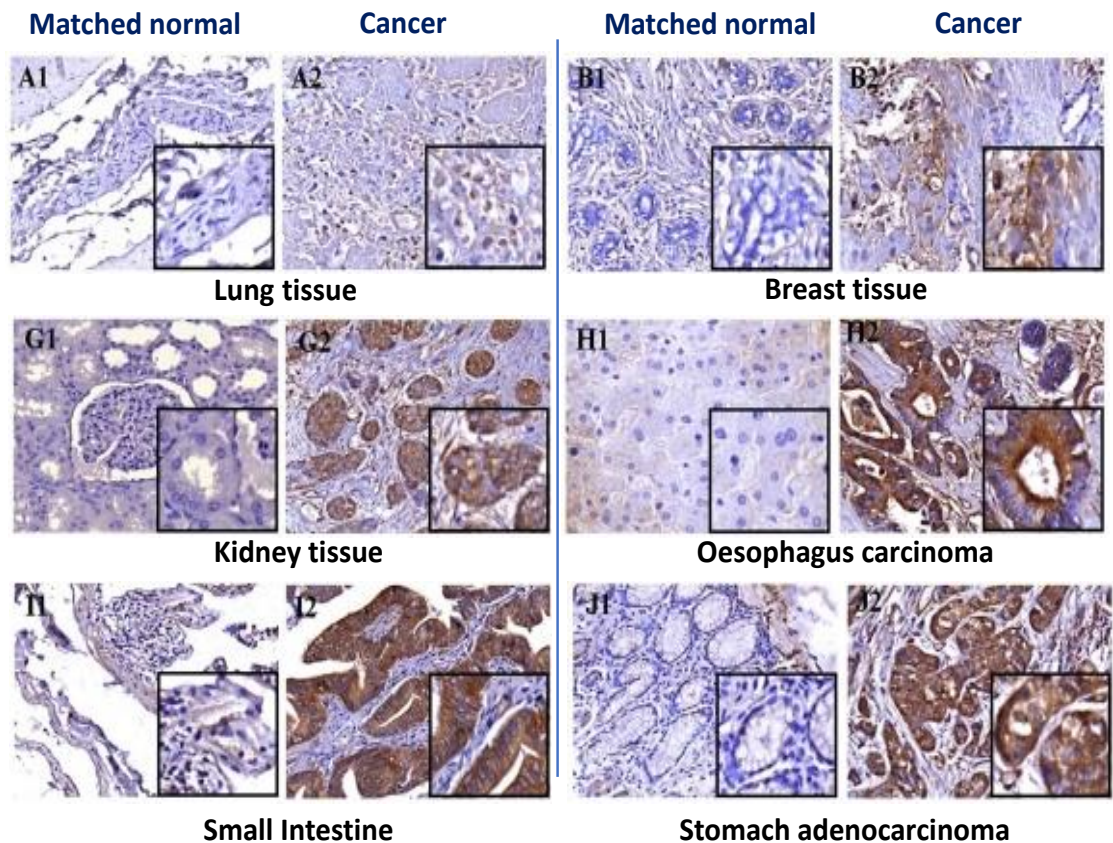 Matched normal Cancer Matched normal Cancer
A1 A2 B1 B2
Lung tissue Breast tissue
G1 G2 H1 H2
Kidney tissue Oesophagus carcinoma
I1 I2 J1 J2
Small Intestine Stomach adenocarcinoma